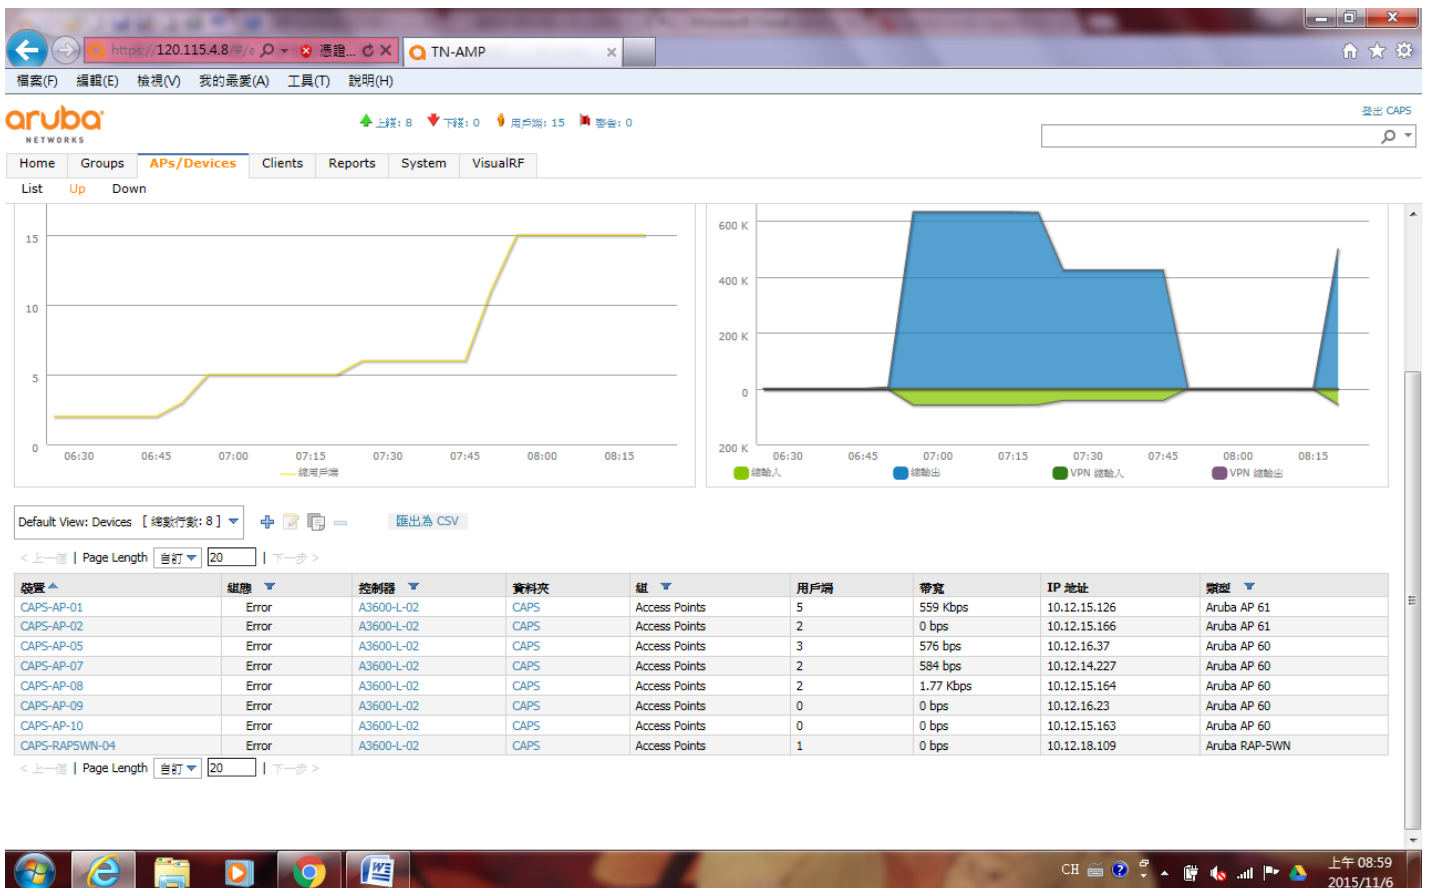 https://120.115.4.8/#/a
憑證...
TN-AMP
檔案(F) 編輯(E) 檢視(V) 我的最愛(A) 工具(T) 說明(H)
aruba
NETWORKS
上線: 8 下線: 0 用戶端: 15 警告: 0
登出 CAPS
Home Groups APs/Devices Clients Reports System VisualRF
List Up Down
15
10
5
0
06:30 06:45 07:00 07:15 07:30 07:45 08:00 08:15
總用戶端
600 K
400 K
200 K
0
200 K
06:30 06:45 07:00 07:15 07:30 07:45 08:00 08:15
總輸入 總輸出 VPN 總輸入 VPN 總輸出
Default View: Devices [ 總數行數: 8 ] 匯出為 CSV
< 上一個 | Page Length 自訂 20 | 下一步 >
裝置 組態 控制器 資料夾 組 用戶端 帶寬 IP 地址 類型
CAPS-AP-01 Error A3600-L-02 CAPS Access Points 5 559 Kbps 10.12.15.126 Aruba AP 61
CAPS-AP-02 Error A3600-L-02 CAPS Access Points 2 0 bps 10.12.15.166 Aruba AP 61
CAPS-AP-05 Error A3600-L-02 CAPS Access Points 3 576 bps 10.12.16.37 Aruba AP 60
CAPS-AP-07 Error A3600-L-02 CAPS Access Points 2 584 bps 10.12.14.227 Aruba AP 60
CAPS-AP-08 Error A3600-L-02 CAPS Access Points 2 1.77 Kbps 10.12.15.164 Aruba AP 60
CAPS-AP-09 Error A3600-L-02 CAPS Access Points 0 0 bps 10.12.16.23 Aruba AP 60
CAPS-AP-10 Error A3600-L-02 CAPS Access Points 0 0 bps 10.12.15.163 Aruba AP 60
CAPS-RAP5WN-04 Error A3600-L-02 CAPS Access Points 1 0 bps 10.12.18.109 Aruba RAP-5WN
< 上一個 | Page Length 自訂 20 | 下一步 >
CH
上午 08:59
2015/11/6